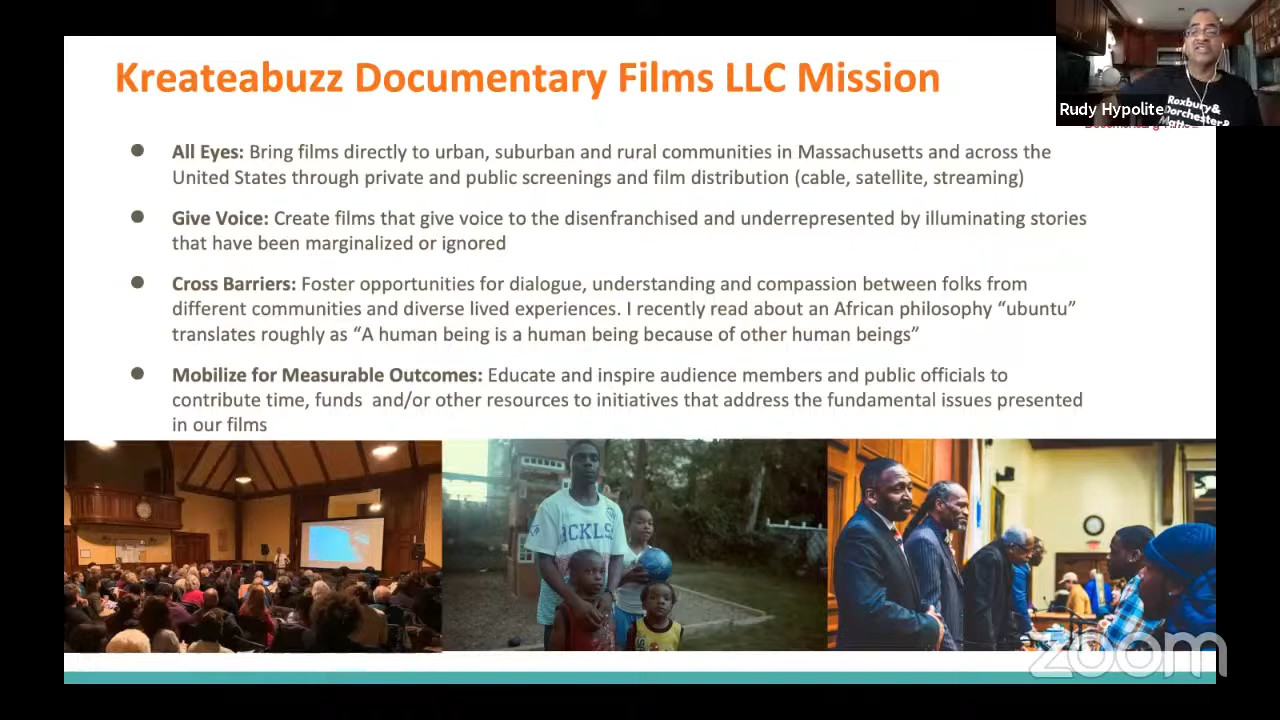 Kreateabuzz Documentary Films LLC Mission
Rudy Hypolite
Roxbury&
Dorchester&
All Eyes: Bring films directly to urban, suburban and rural communities in Massachusetts and across the
United States through private and public screenings and film distribution (cable, satellite, streaming)
Give Voice: Create films that give voice to the disenfranchised and underrepresented by illuminating stories
that have been marginalized or ignored
Cross Barriers: Foster opportunities for dialogue, understanding and compassion between folks from
different communities and diverse lived experiences. I recently read about an African philosophy “ubuntu”
translates roughly as “A human being is a human being because of other human beings”
Mobilize for Measurable Outcomes: Educate and inspire audience members and public officials to
contribute time, funds and/or other resources to initiatives that address the fundamental issues presented
in our films
zoom